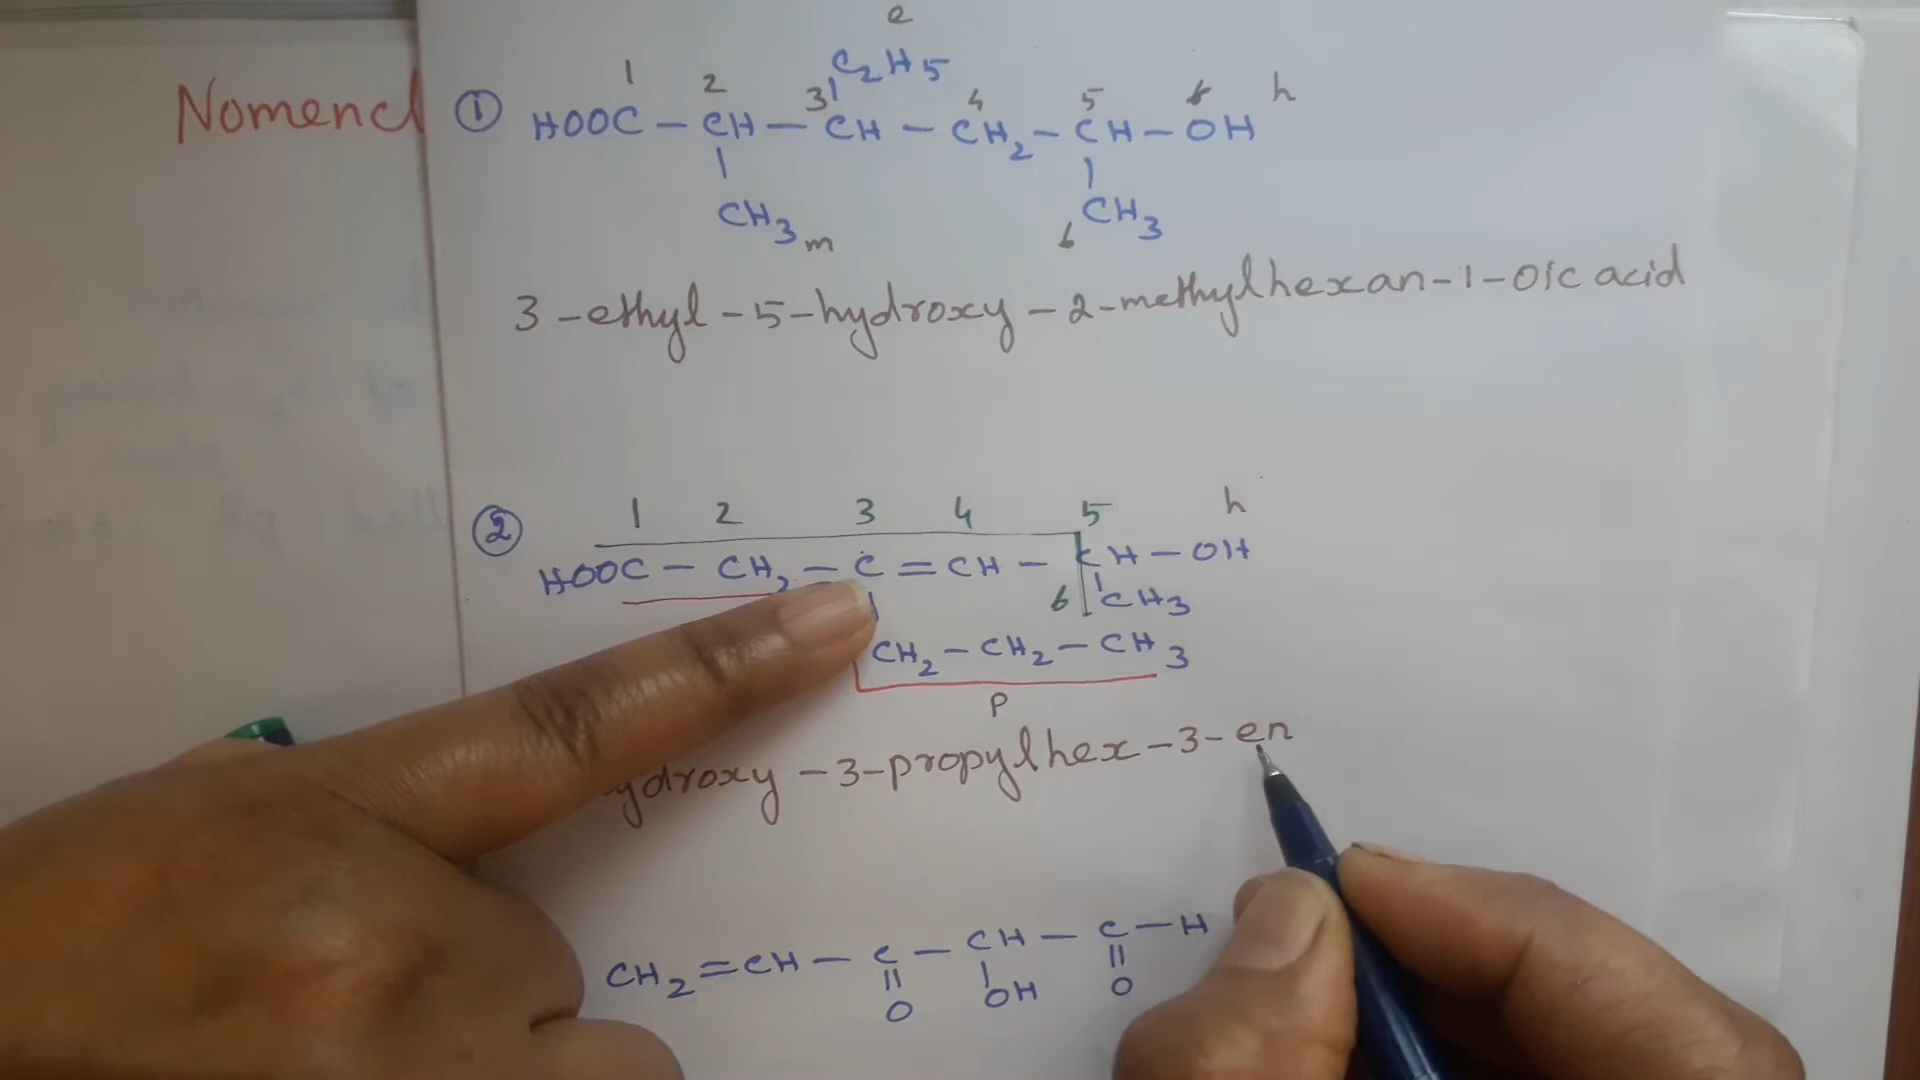 Nomencl
e
C2H5
1 2 3 4 5 6 h
① HOOC - CH - CH - CH2 - CH - OH
CH3 m 6 CH3
3-ethyl-5-hydroxy-2-methylhexan-1-oic acid
1 2 3 4 5 h
② HOOC - CH2 - C = CH - CH - OH
6 CH3
CH2 - CH2 - CH3
P
ydroxy-3-propylhex-3-en
CH2 = CH - C - CH - C - H
O OH O